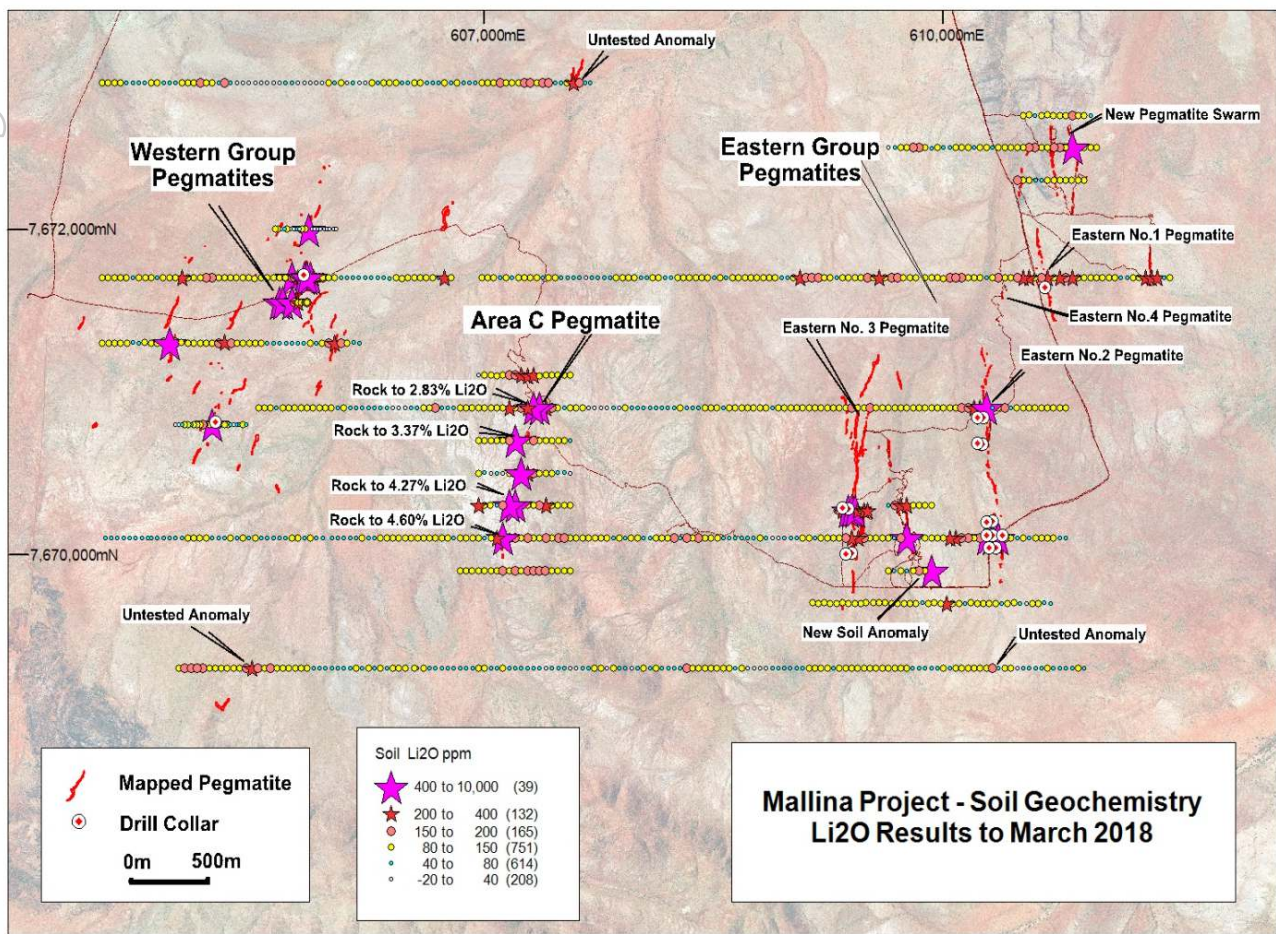 607,000mE
610,000mE
Untested Anomaly
New Pegmatite Swarm
Western Group
Pegmatites
Eastern Group
Pegmatites
7,672,000mN
Eastern No.1 Pegmatite
Eastern No.4 Pegmatite
Area C Pegmatite
Eastern No. 3 Pegmatite
Eastern No.2 Pegmatite
Rock to 2.83% Li2O
Rock to 3.37% Li2O
Rock to 4.27% Li2O
Rock to 4.60% Li2O
7,670,000mN
Untested Anomaly
New Soil Anomaly
Untested Anomaly
Mapped Pegmatite
Drill Collar
0m 500m
Soil Li2O ppm
400 to 10,000 (39)
200 to 400 (132)
150 to 200 (165)
80 to 150 (751)
40 to 80 (614)
-20 to 40 (208)
Mallina Project - Soil Geochemistry
Li2O Results to March 2018